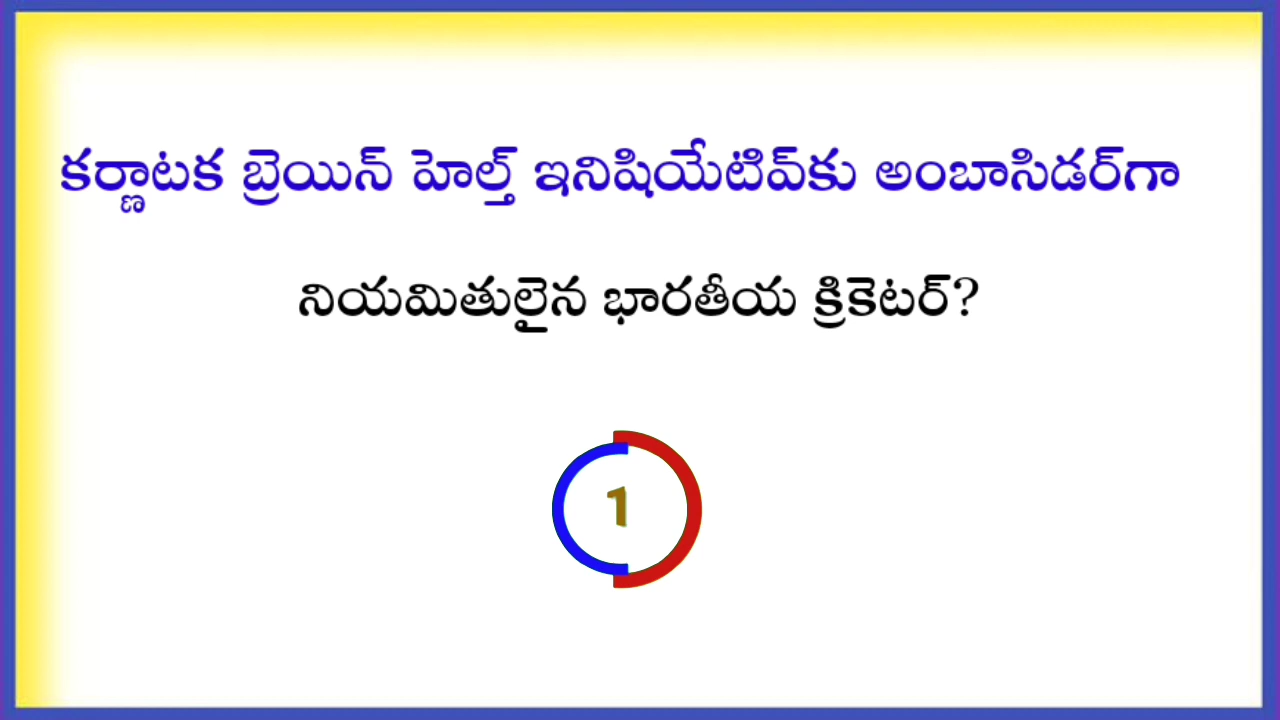 కర్ణాటక బ్రెయిన్ హెల్త్ ఇనిషియేటివ్‌కు అంబాసిడర్‌గా
నియమితులైన భారతీయ క్రికెటర్?
1